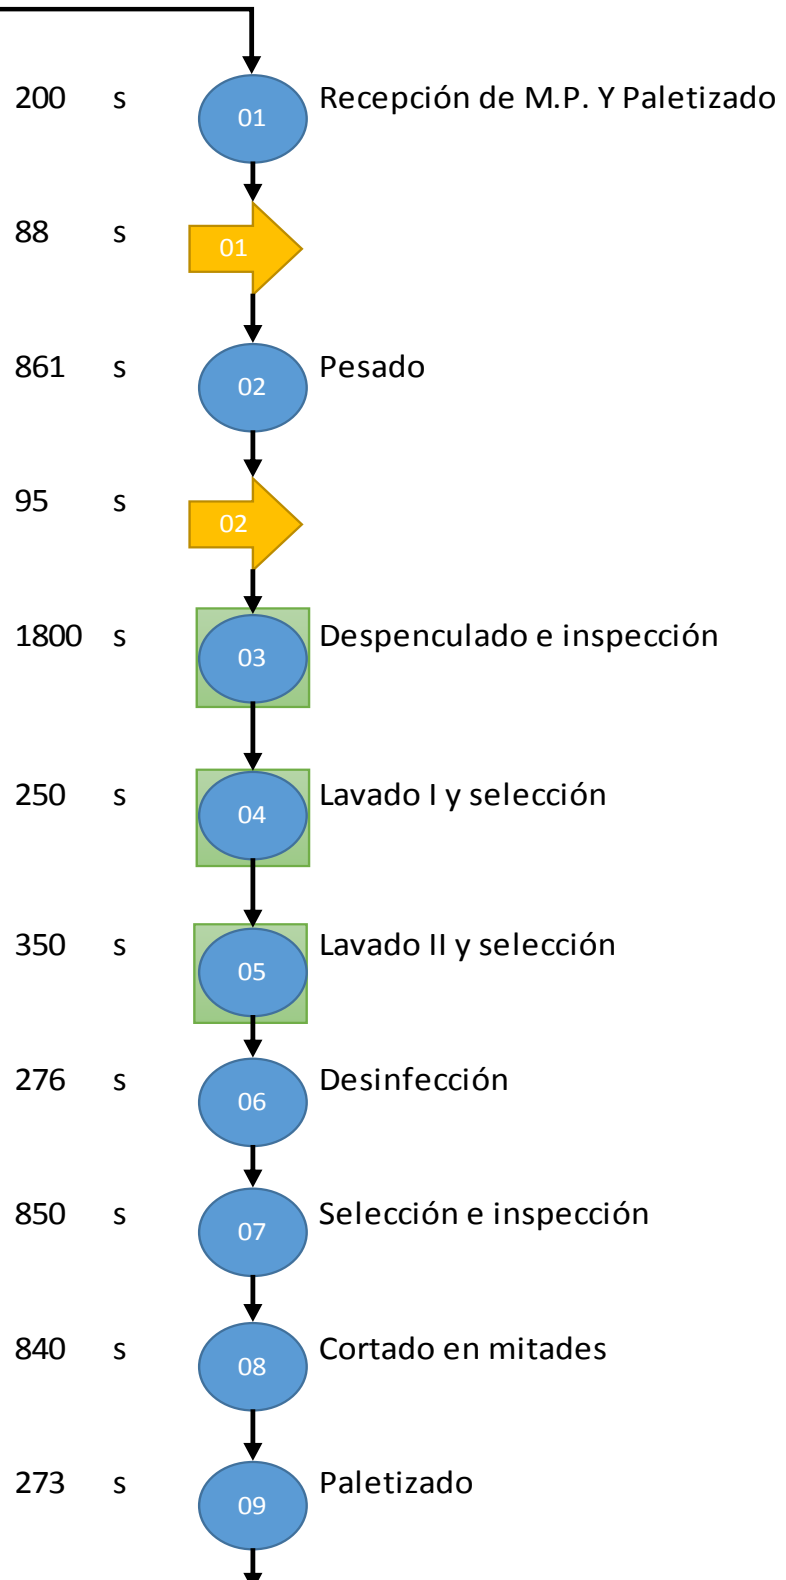 200 s 01 Recepción de M.P. Y Paletizado
88 s 01
861 s 02 Pesado
95 s 02
1800 s 03 Despenculado e inspección
250 s 04 Lavado I y selección
350 s 05 Lavado II y selección
276 s 06 Desinfección
850 s 07 Selección e inspección
840 s 08 Cortado en mitades
273 s 09 Paletizado